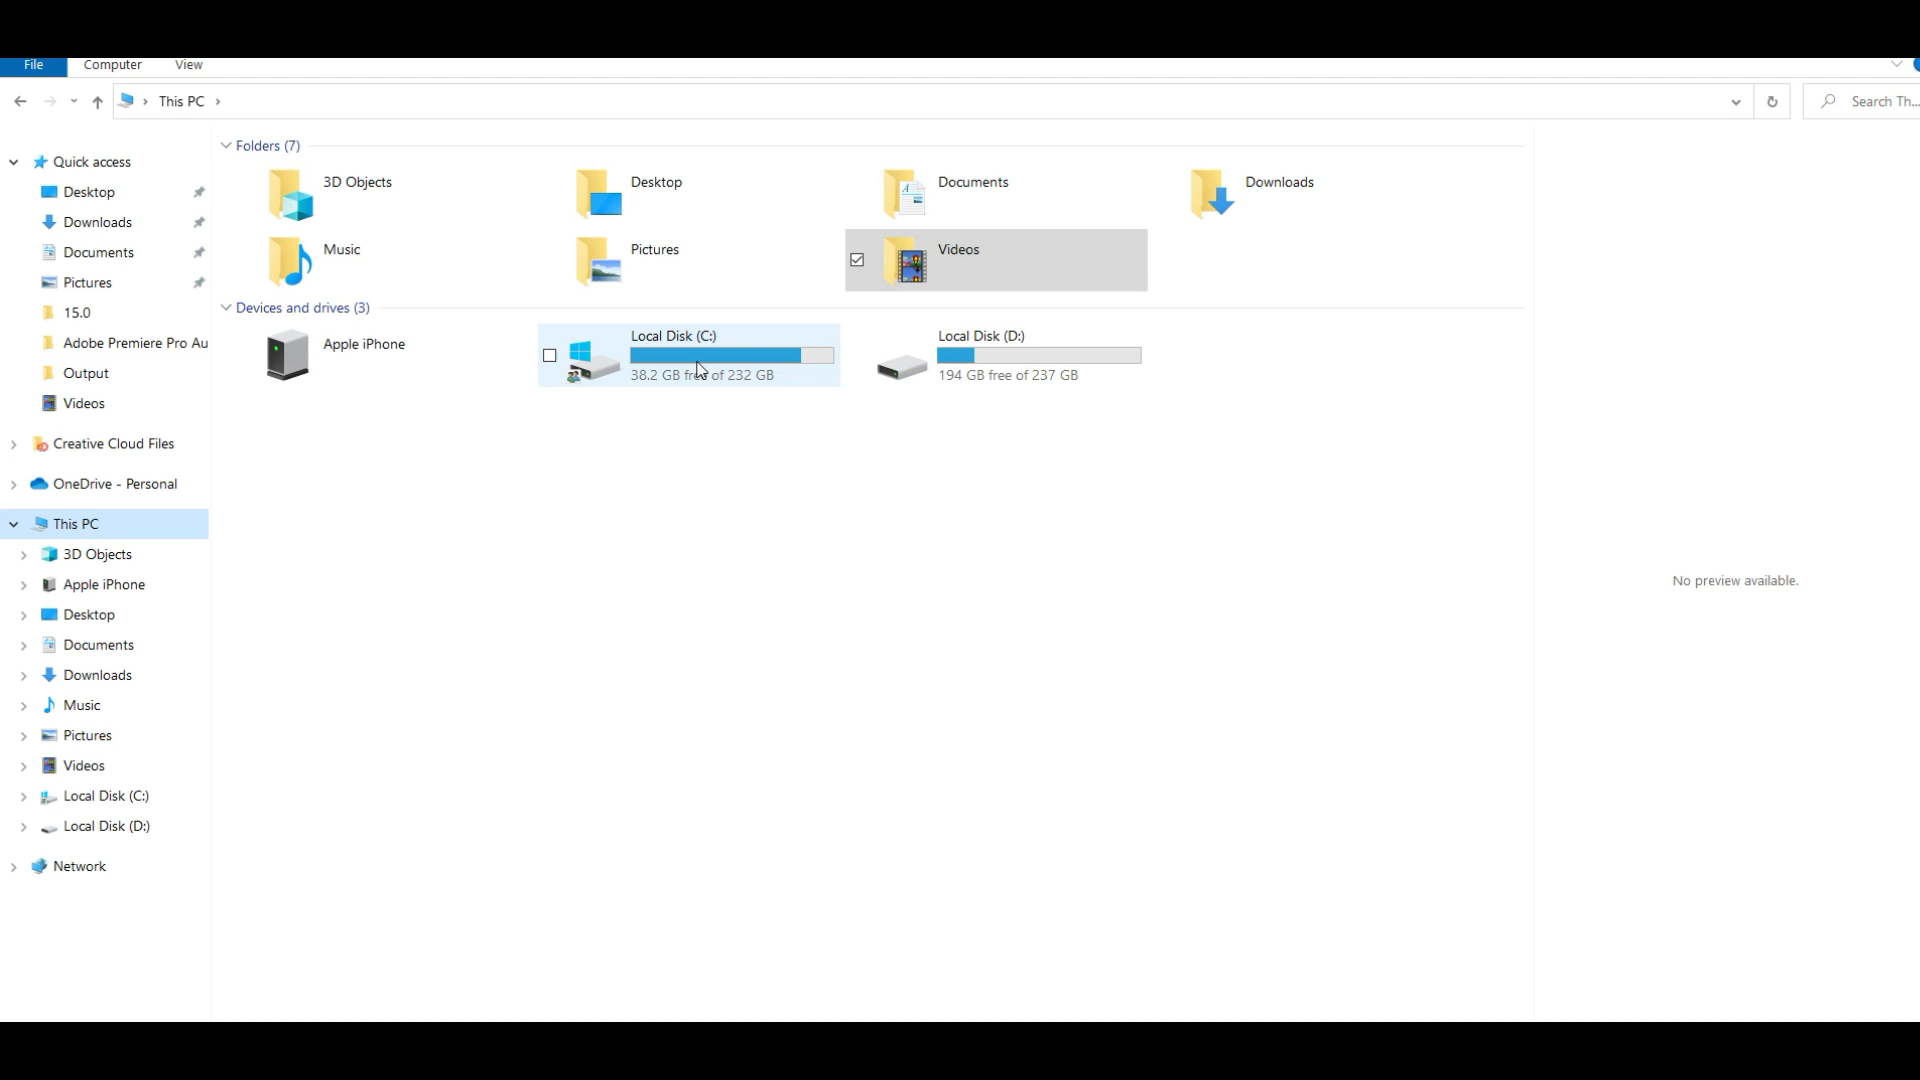 File Computer View
This PC
Search Th...
Quick access
Desktop
Downloads
Documents
Pictures
15.0
Adobe Premiere Pro Au
Output
Videos
Creative Cloud Files
OneDrive - Personal
This PC
3D Objects
Apple iPhone
Desktop
Documents
Downloads
Music
Pictures
Videos
Local Disk (C:)
Local Disk (D:)
Network
Folders (7)
3D Objects
Desktop
Documents
Downloads
Music
Pictures
Videos
Devices and drives (3)
Apple iPhone
Local Disk (C:)
38.2 GB free of 232 GB
Local Disk (D:)
194 GB free of 237 GB
No preview available.